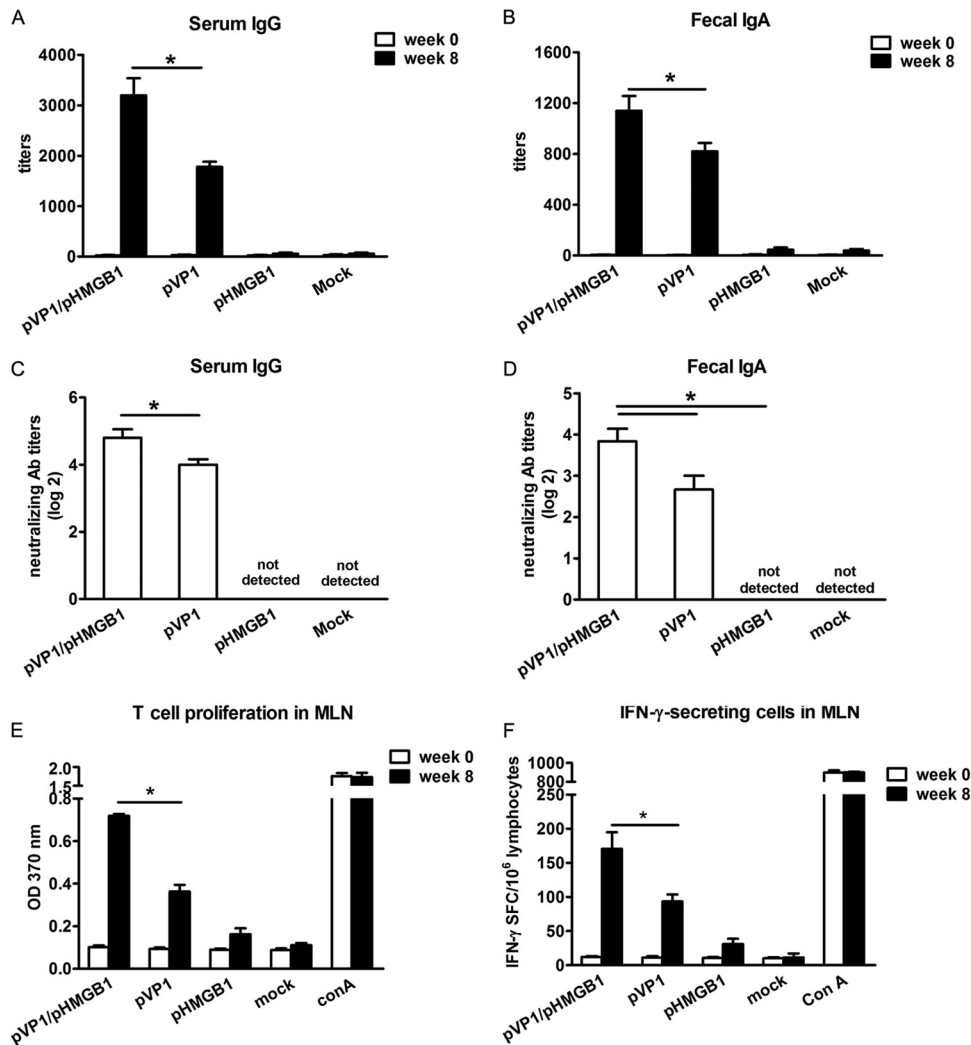 A
Serum IgG
week 0
week 8
*
titers
4000
3000
2000
1000
0
pVP1/pHMGB1
pVP1
pHMGB1
Mock
B
Fecal IgA
week 0
week 8
*
titers
1600
1200
800
400
0
pVP1/pHMGB1
pVP1
pHMGB1
Mock
C
Serum IgG
*
neutralizing Ab titers
(log 2)
6
4
2
0
not
detected
not
detected
pVP1/pHMGB1
pVP1
pHMGB1
Mock
D
Fecal IgA
*
neutralizing Ab titers
(log 2)
5
4
3
2
1
0
not
detected
not
detected
pVP1/pHMGB1
pVP1
pHMGB1
mock
E
T cell proliferation in MLN
week 0
week 8
*
OD 370 nm
2.0
1.5
0.8
0.6
0.4
0.2
0.0
pVP1/pHMGB1
pVP1
pHMGB1
mock
conA
F
IFN-γ-secreting cells in MLN
week 0
week 8
*
IFN-γ SFC/10⁶ lymphocytes
1000
800
250
200
150
100
50
0
pVP1/pHMGB1
pVP1
pHMGB1
mock
Con A